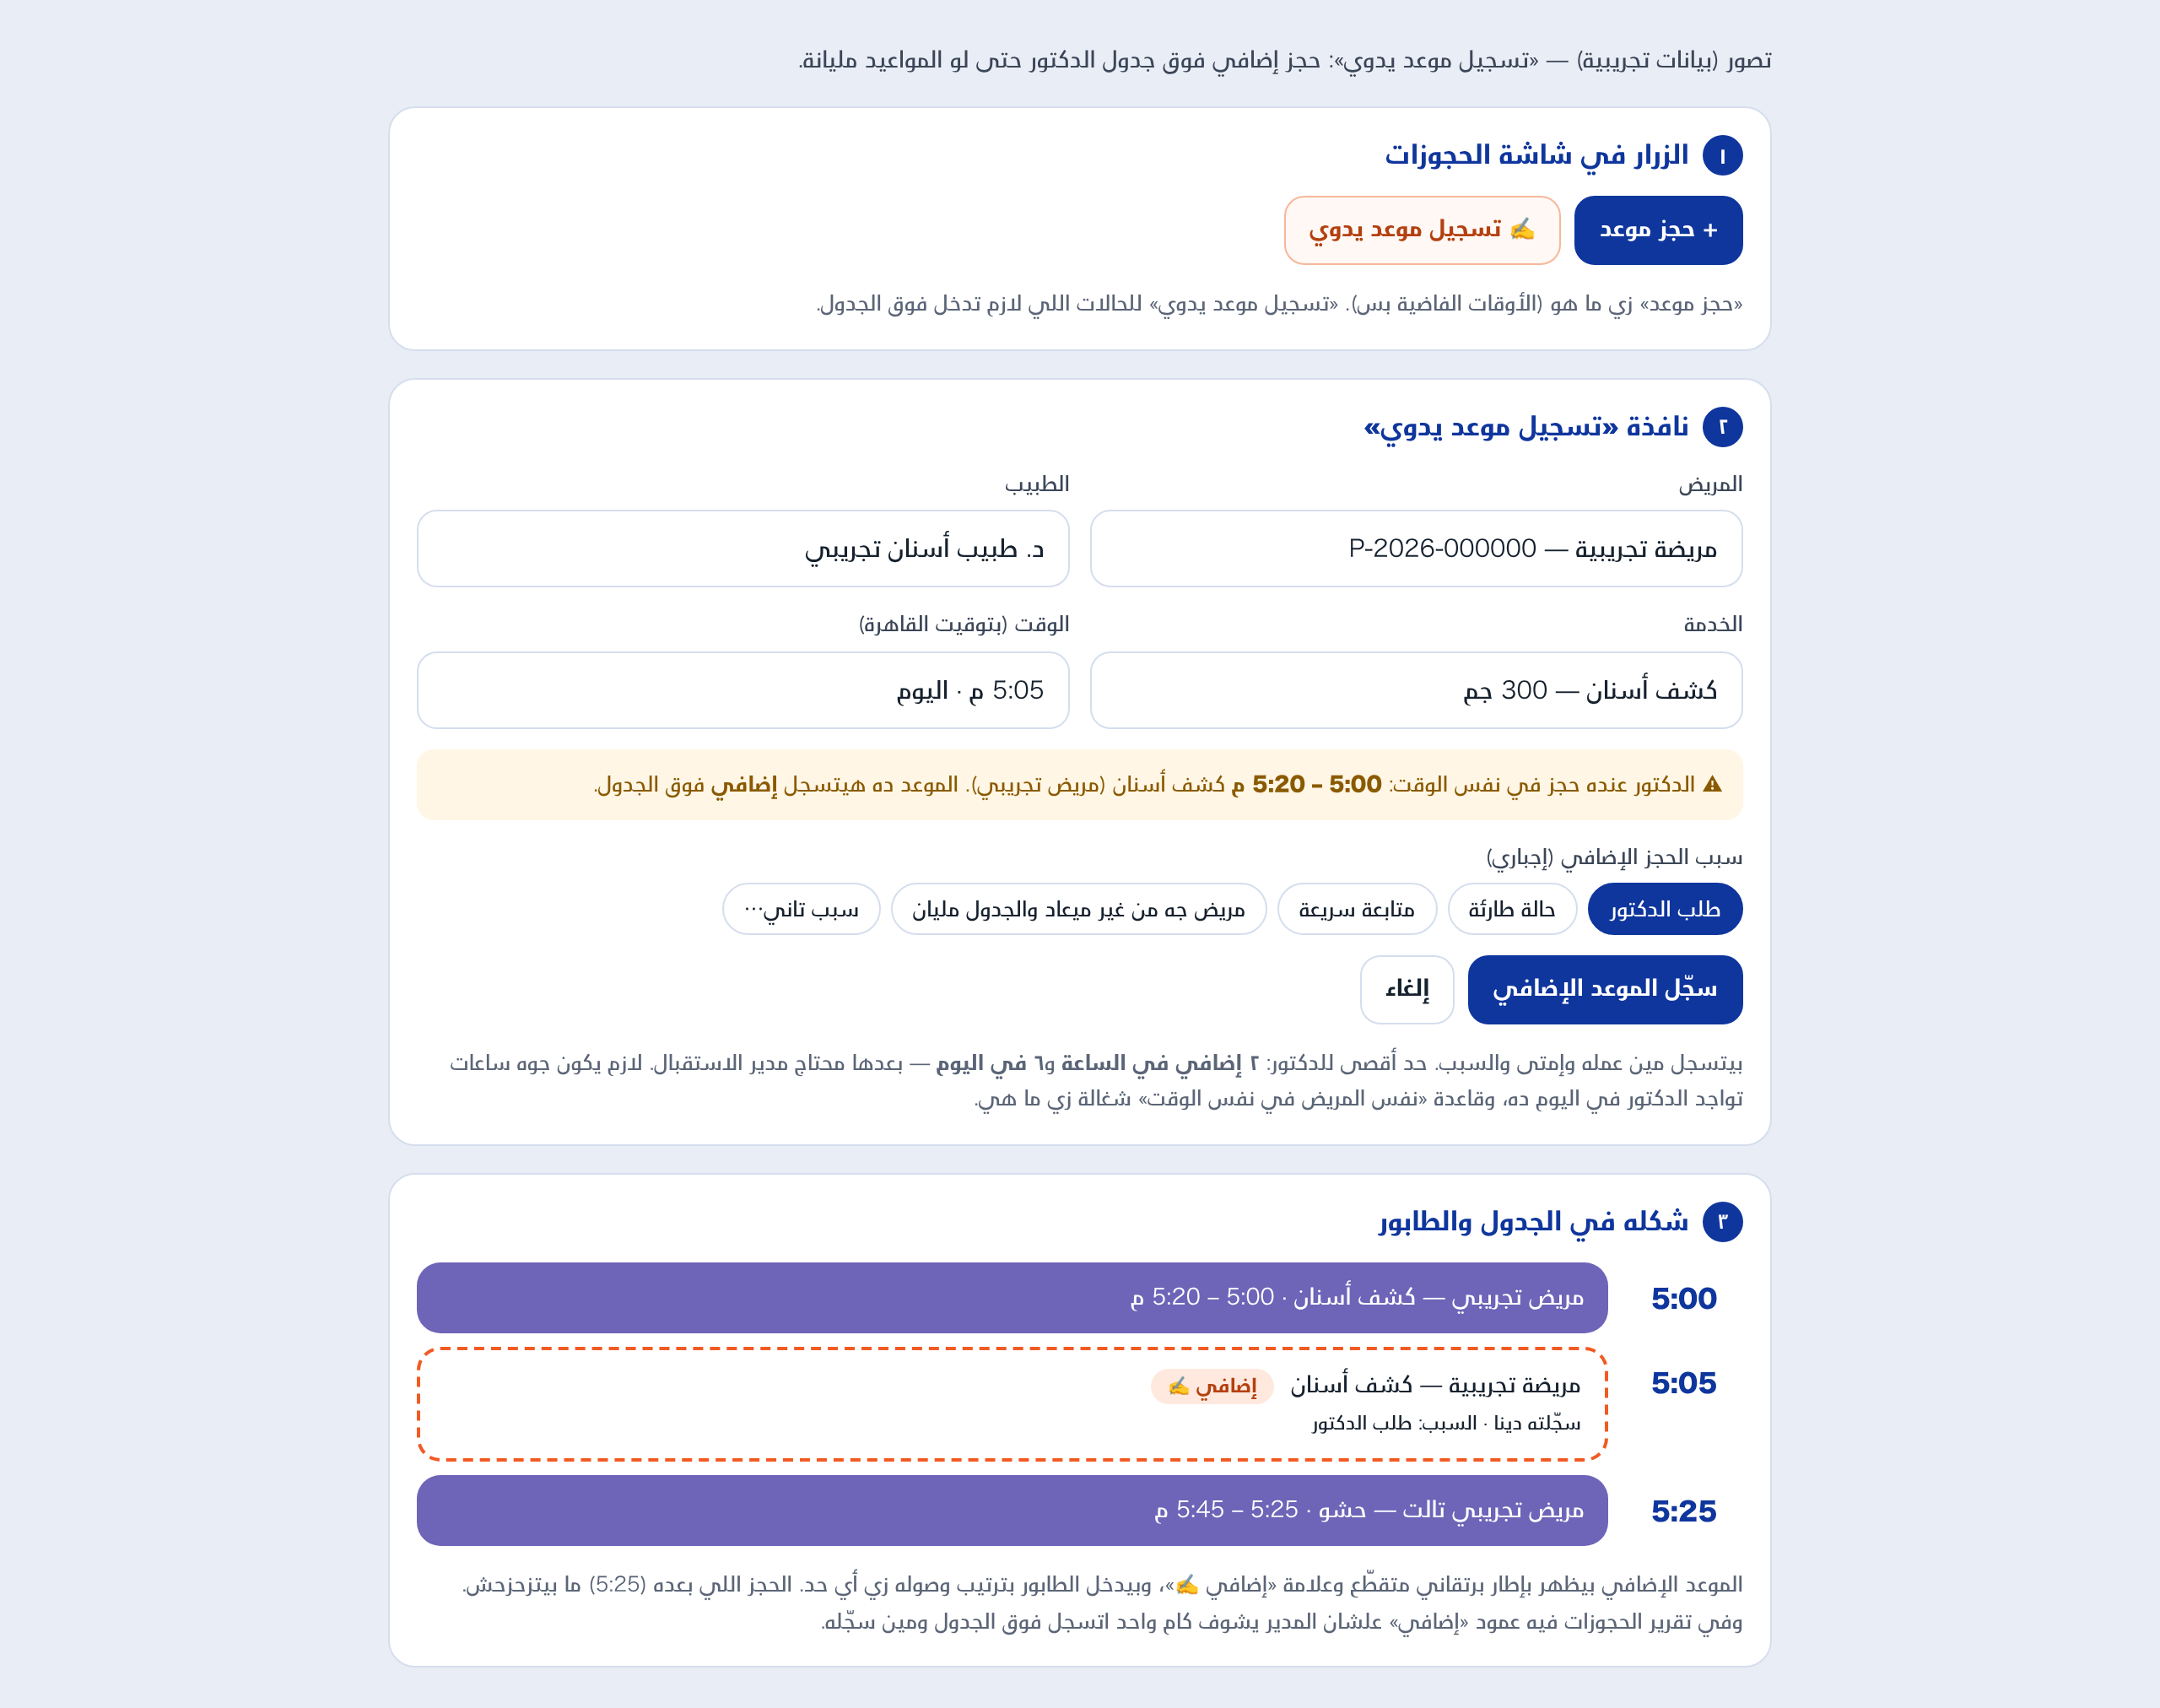 تصور (بيانات تجريبية) — «تسجيل موعد يدوي»: حجز إضافي فوق جدول الدكتور حتى لو المواعيد مليانة.
١ الزرار في شاشة الحجوزات
+ حجز موعد
✍️ تسجيل موعد يدوي
«حجز موعد» زي ما هو (الأوقات الفاضية بس). «تسجيل موعد يدوي» للحالات اللي لازم تدخل فوق الجدول.
٢ نافذة «تسجيل موعد يدوي»
المريض
مريضة تجريبية — P-2026-000000
الطبيب
د. طبيب أسنان تجريبي
الخدمة
كشف أسنان — 300 جم
الوقت (بتوقيت القاهرة)
5:05 م · اليوم
⚠ الدكتور عنده حجز في نفس الوقت: 5:00 – 5:20 م كشف أسنان (مريض تجريبي). الموعد ده هيتسجل إضافي فوق الجدول.
سبب الحجز الإضافي (إجباري)
طلب الدكتور
حالة طارئة
متابعة سريعة
مريض جه من غير ميعاد والجدول مليان
سبب تاني…
سجّل الموعد الإضافي
إلغاء
بيتسجل مين عمله وإمتى والسبب. حد أقصى للدكتور: ٢ إضافي في الساعة و٦ في اليوم — بعدها محتاج مدير الاستقبال. لازم يكون جوه ساعات
تواجد الدكتور في اليوم ده، وقاعدة «نفس المريض في نفس الوقت» شغالة زي ما هي.
٣ شكله في الجدول والطابور
5:00
مريض تجريبي — كشف أسنان · 5:00 – 5:20 م
5:05
مريضة تجريبية — كشف أسنان إضافي ✍️
سجّلته دينا · السبب: طلب الدكتور
5:25
مريض تجريبي تالت — حشو · 5:25 – 5:45 م
الموعد الإضافي بيظهر بإطار برتقاني متقطّع وعلامة «إضافي ✍️»، وبيدخل الطابور بترتيب وصوله زي أي حد. الحجز اللي بعده (5:25) ما بيتزحزحش.
وفي تقرير الحجوزات فيه عمود «إضافي» علشان المدير يشوف كام واحد اتسجل فوق الجدول ومين سجّله.